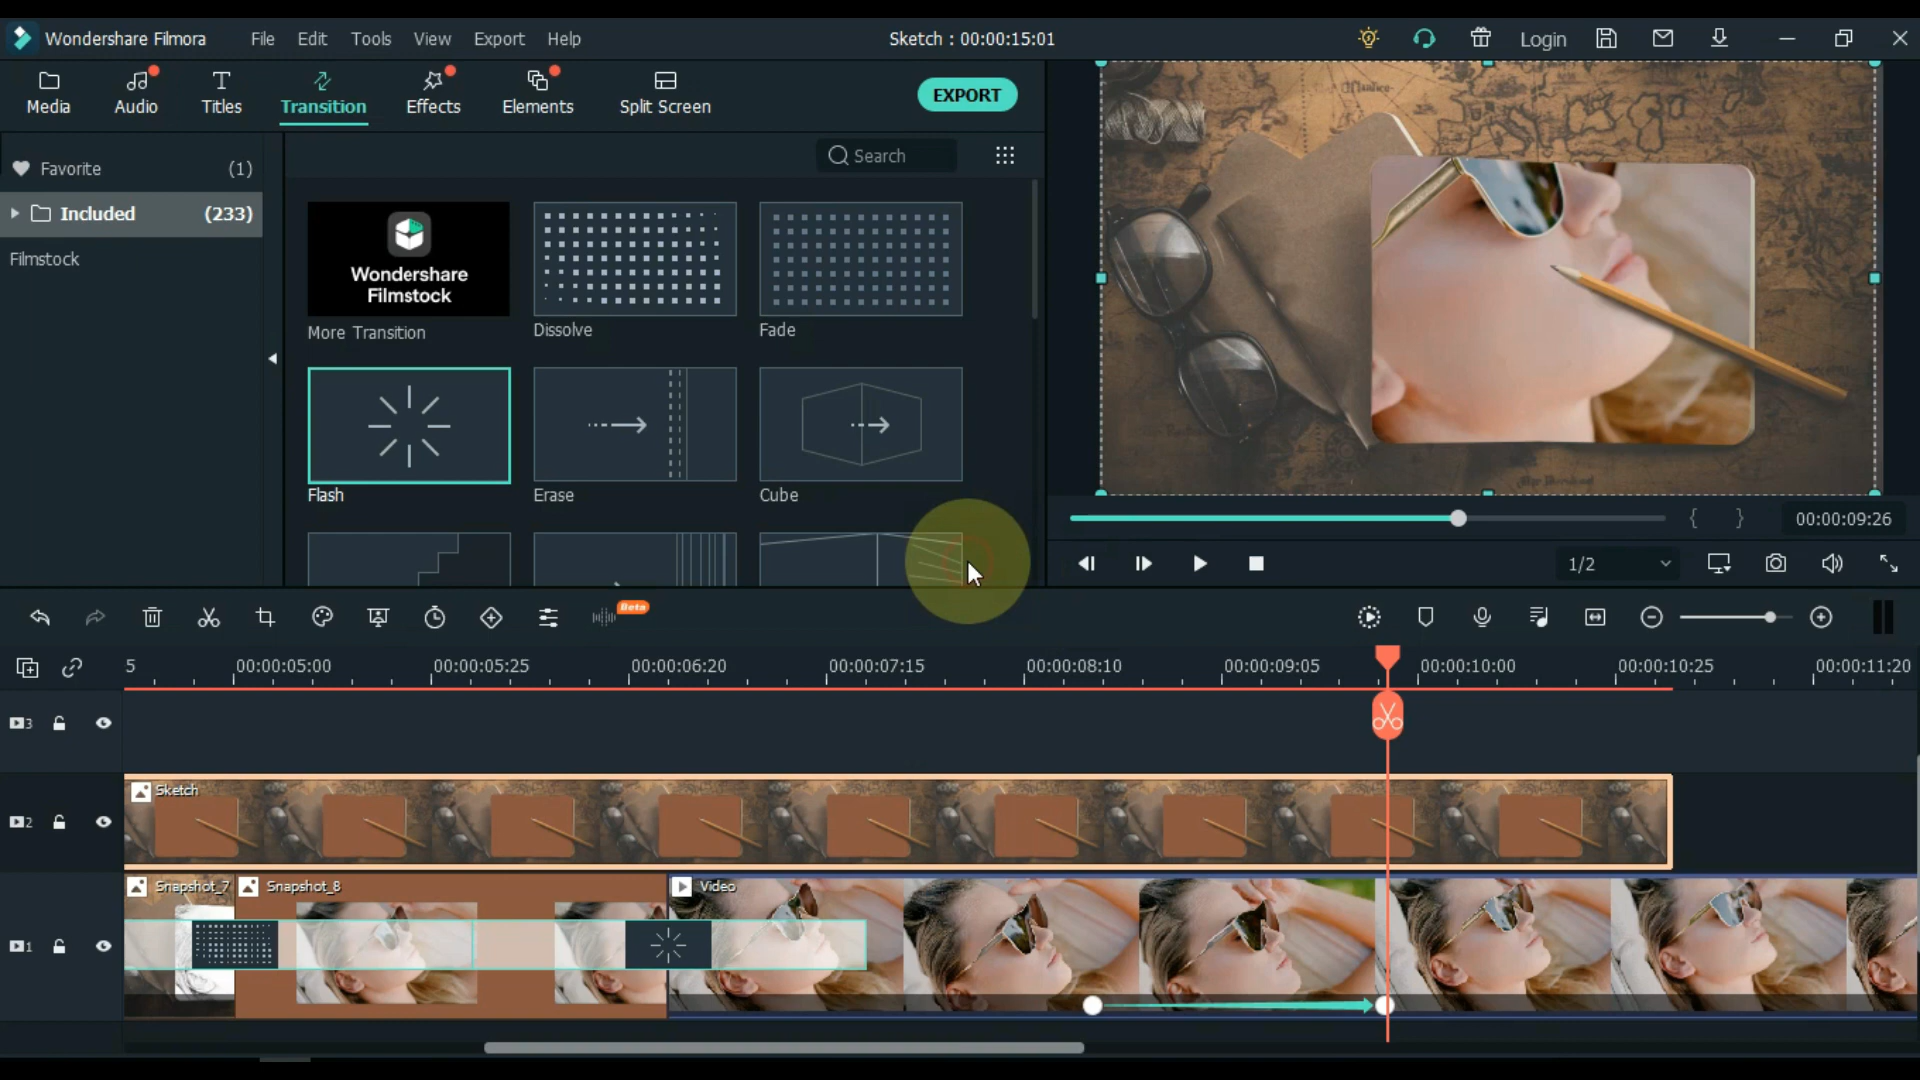 Wondershare Filmora File Edit Tools View Export Help Sketch : 00:00:15:01 Login
Media Audio Titles Transition Effects Elements Split Screen EXPORT
Favorite (1)
Included (233)
Filmstock
Search
Wondershare
Filmstock
More Transition Dissolve Fade
Flash Erase Cube
{ } 00:00:09:26
1/2
Beta
5 00:00:05:00 00:00:05:25 00:00:06:20 00:00:07:15 00:00:08:10 00:00:09:05 00:00:10:00 00:00:10:25 00:00:11:20
3
2 Sketch
Snapshot_7 Snapshot_8 Video
1